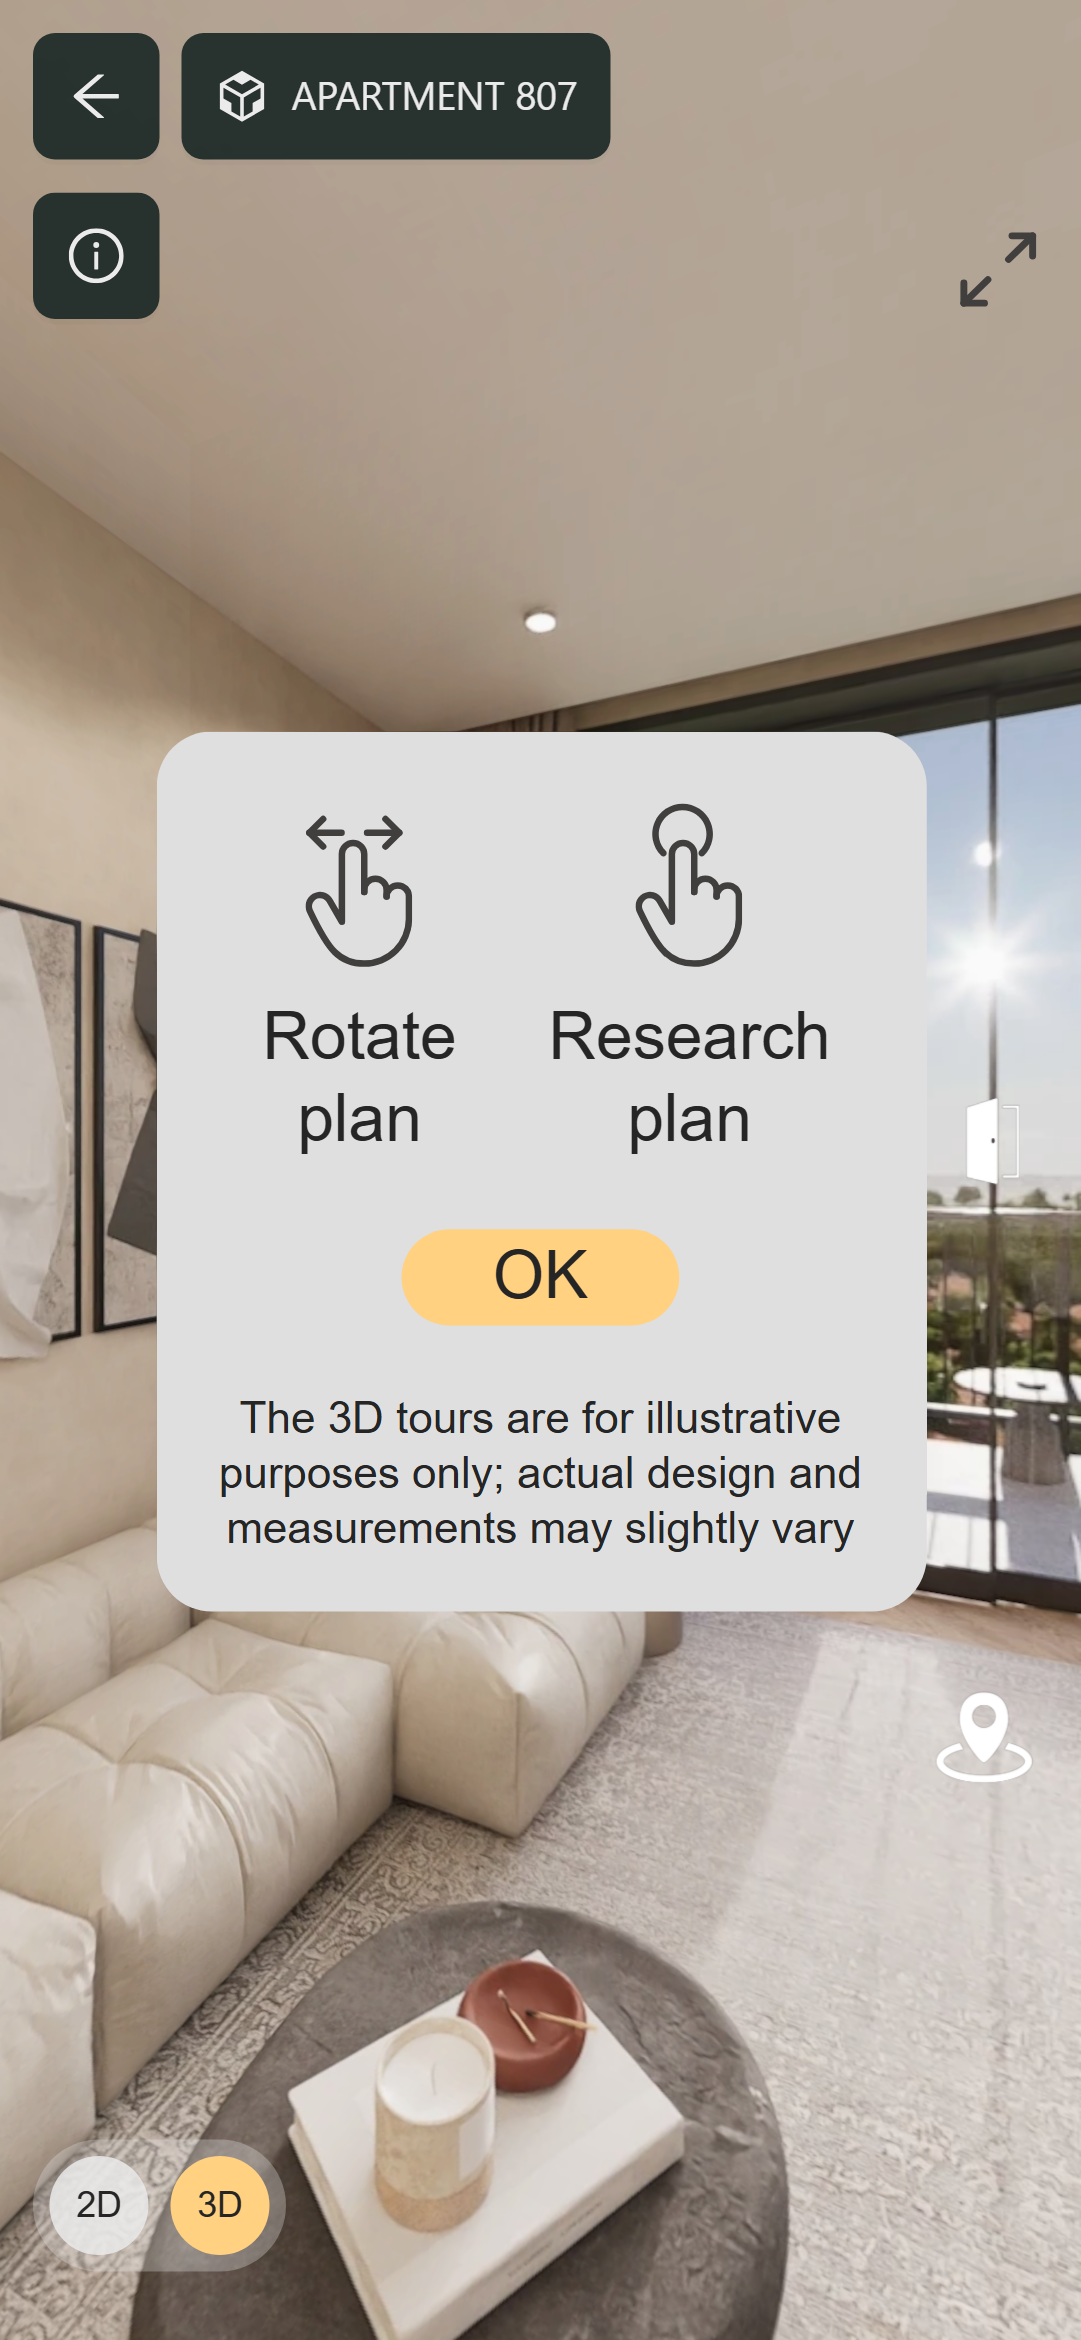 APARTMENT 807
Rotate
plan
Research
plan
OK
The 3D tours are for illustrative
purposes only; actual design and
measurements may slightly vary
2D
3D